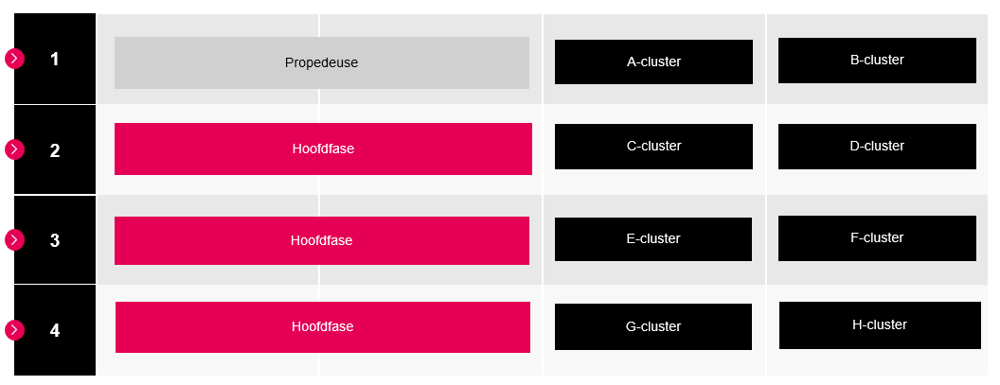 1
Propedeuse
A-cluster
B-cluster
2
Hoofdfase
C-cluster
D-cluster
3
Hoofdfase
E-cluster
F-cluster
4
Hoofdfase
G-cluster
H-cluster